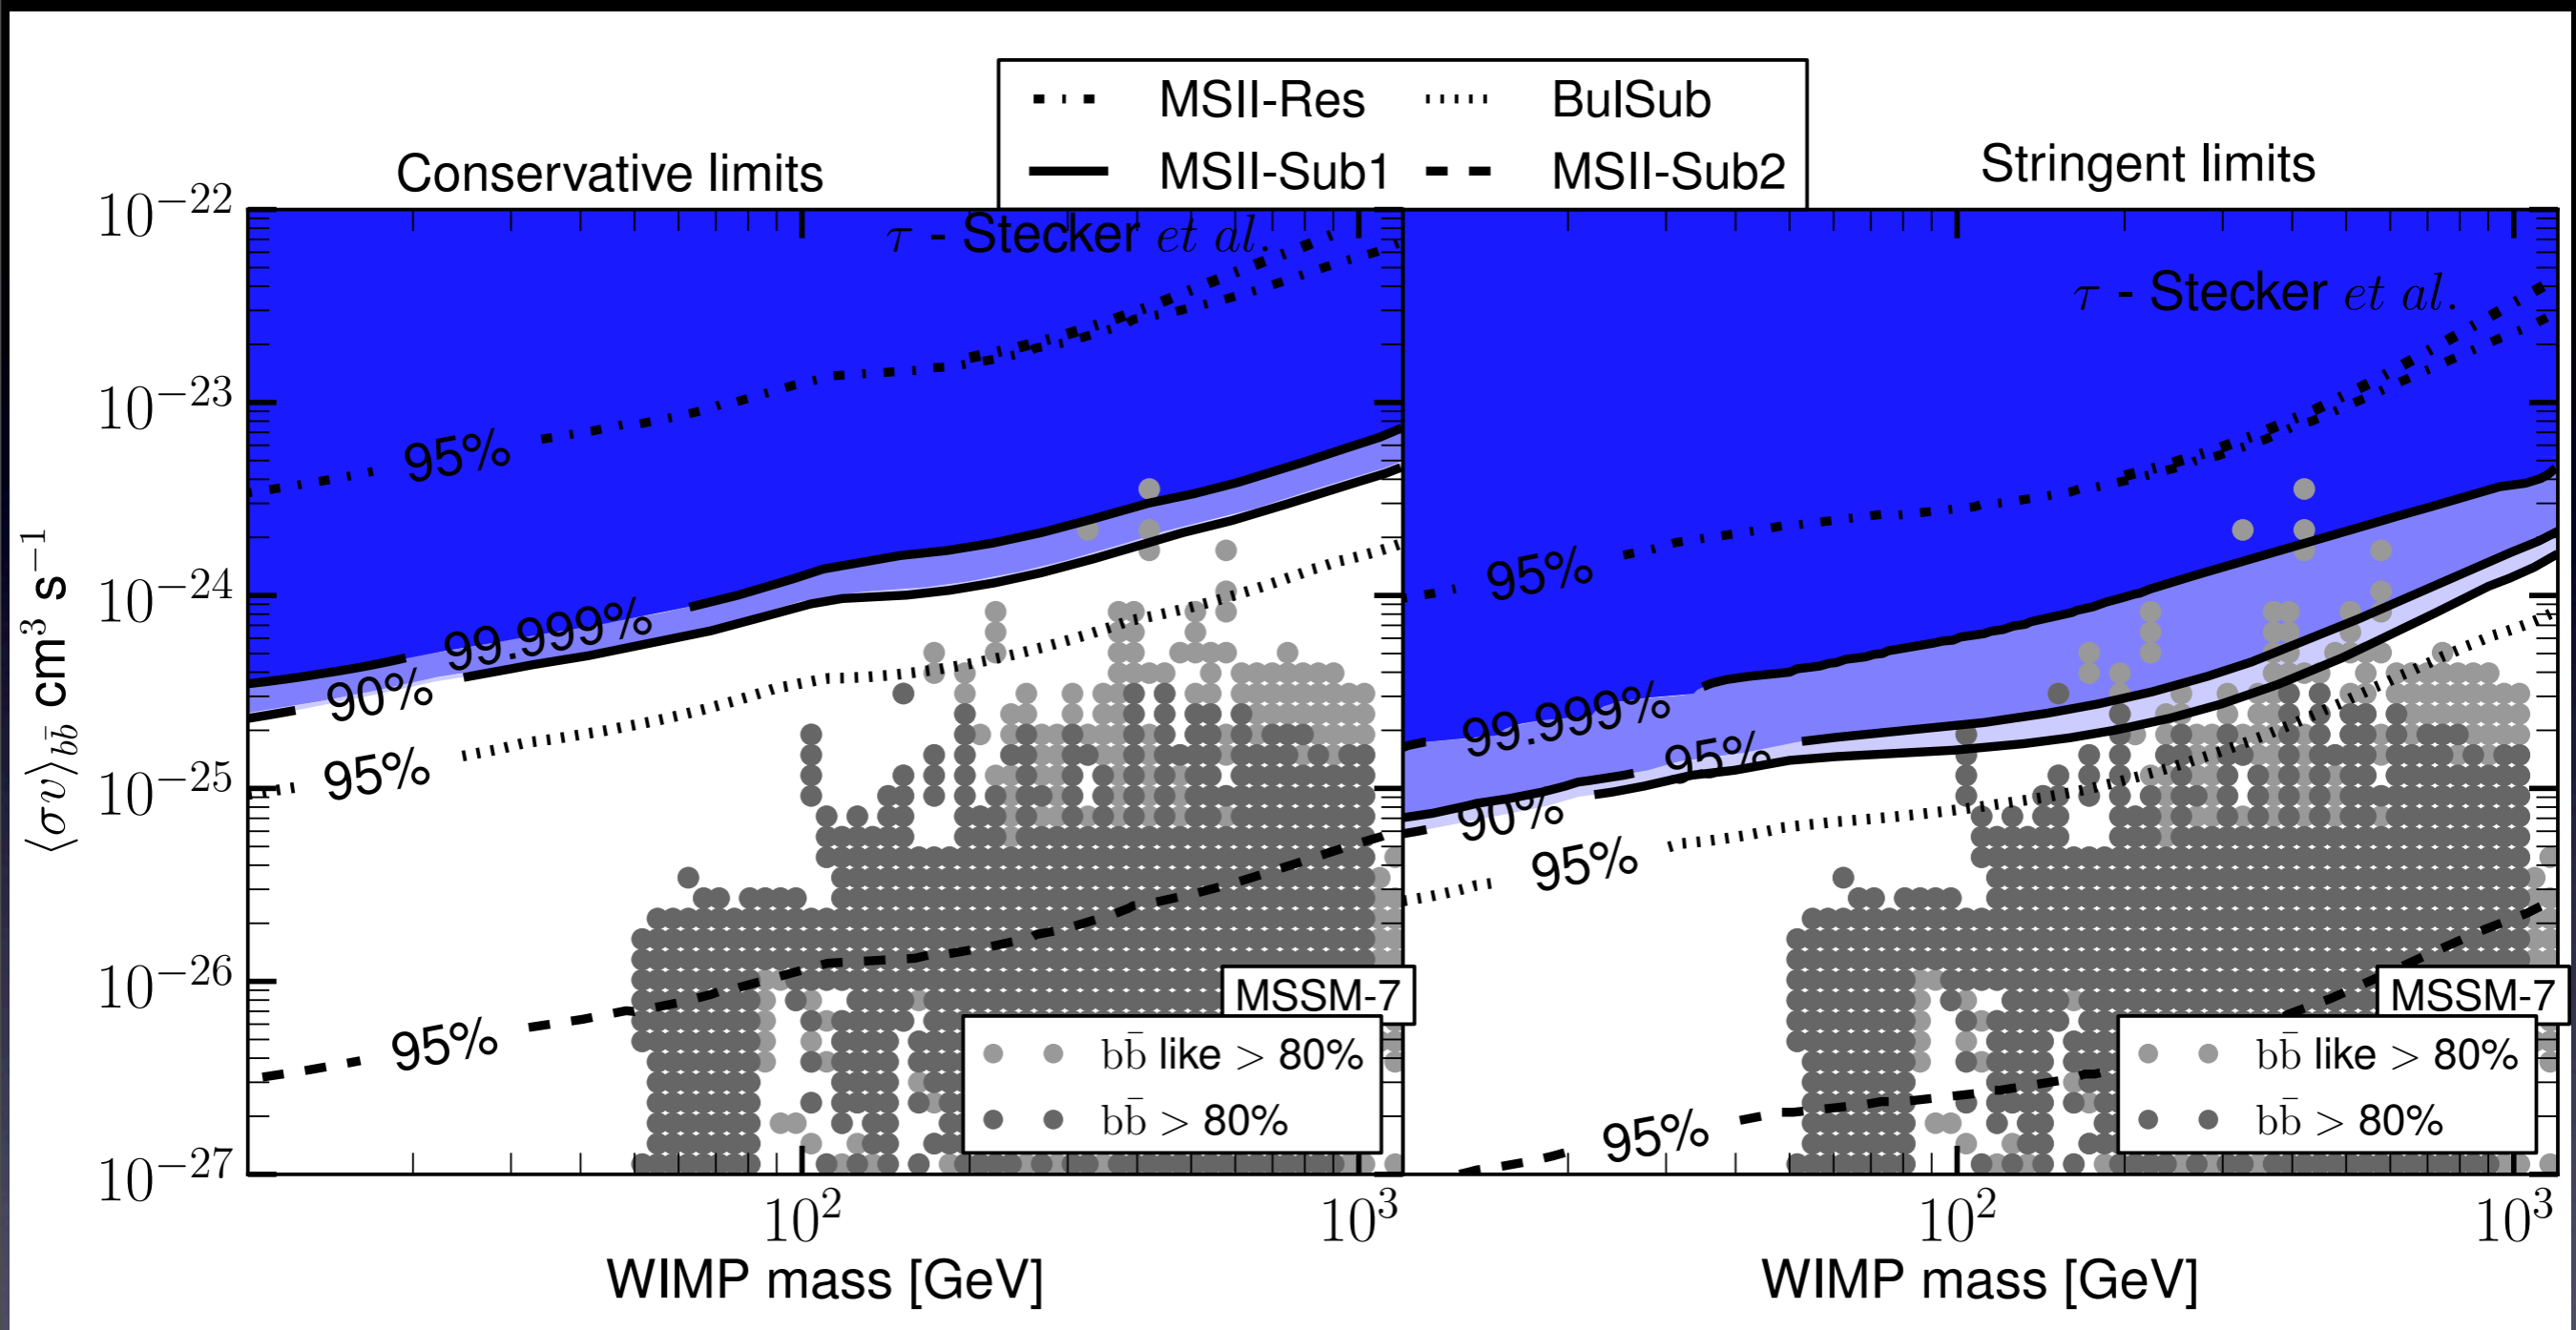 MSII-Res BulSub
MSII-Sub1 MSII-Sub2
Conservative limits
Stringent limits
10⁻²²
10⁻²³
10⁻²⁴
10⁻²⁵
10⁻²⁶
10⁻²⁷
⟨σv⟩bb̄ cm³ s⁻¹
τ - Stecker et al.
95%
99.999%
90%
95%
95%
MSSM-7
bb̄ like > 80%
bb̄ > 80%
10² 10³
WIMP mass [GeV]
τ - Stecker et al.
95%
99.999%
95%
90%
95%
95%
MSSM-7
bb̄ like > 80%
bb̄ > 80%
10² 10³
WIMP mass [GeV]